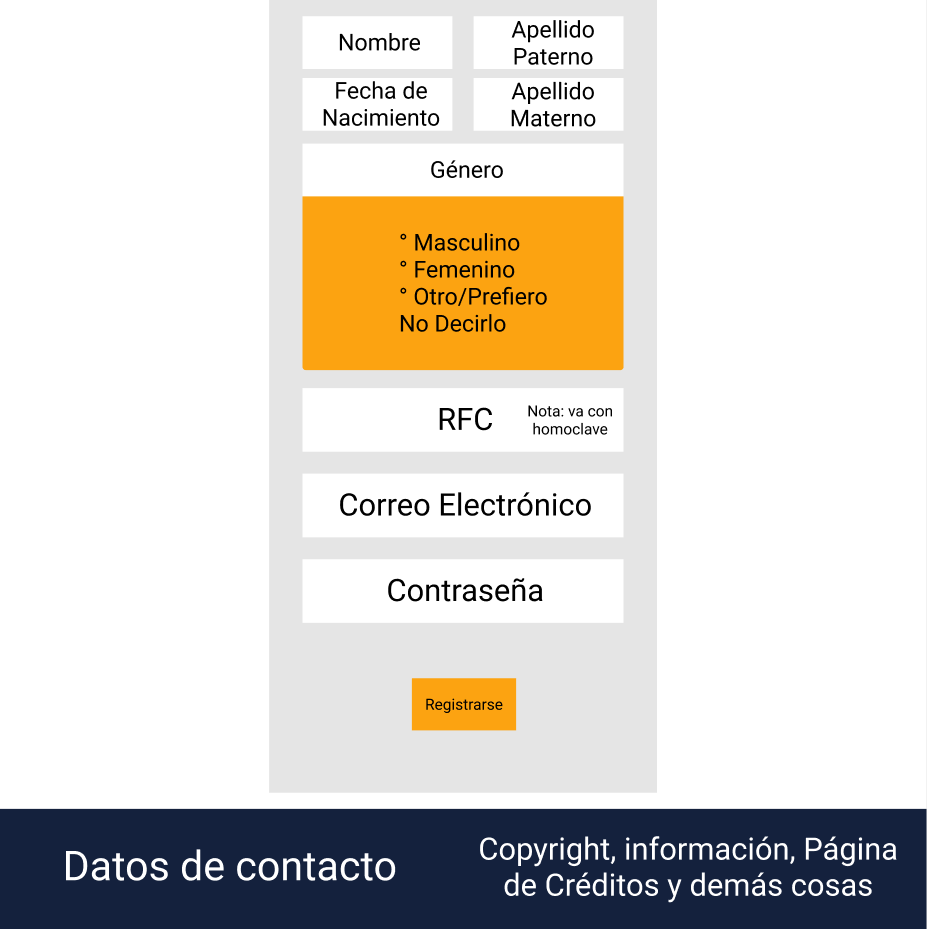 Nombre
Apellido
Paterno
Fecha de
Nacimiento
Apellido
Materno
Género
° Masculino
° Femenino
° Otro/Prefiero
No Decirlo
RFC
Nota: va con
homoclave
Correo Electrónico
Contraseña
Registrarse
Datos de contacto
Copyright, información, Página
de Créditos y demás cosas